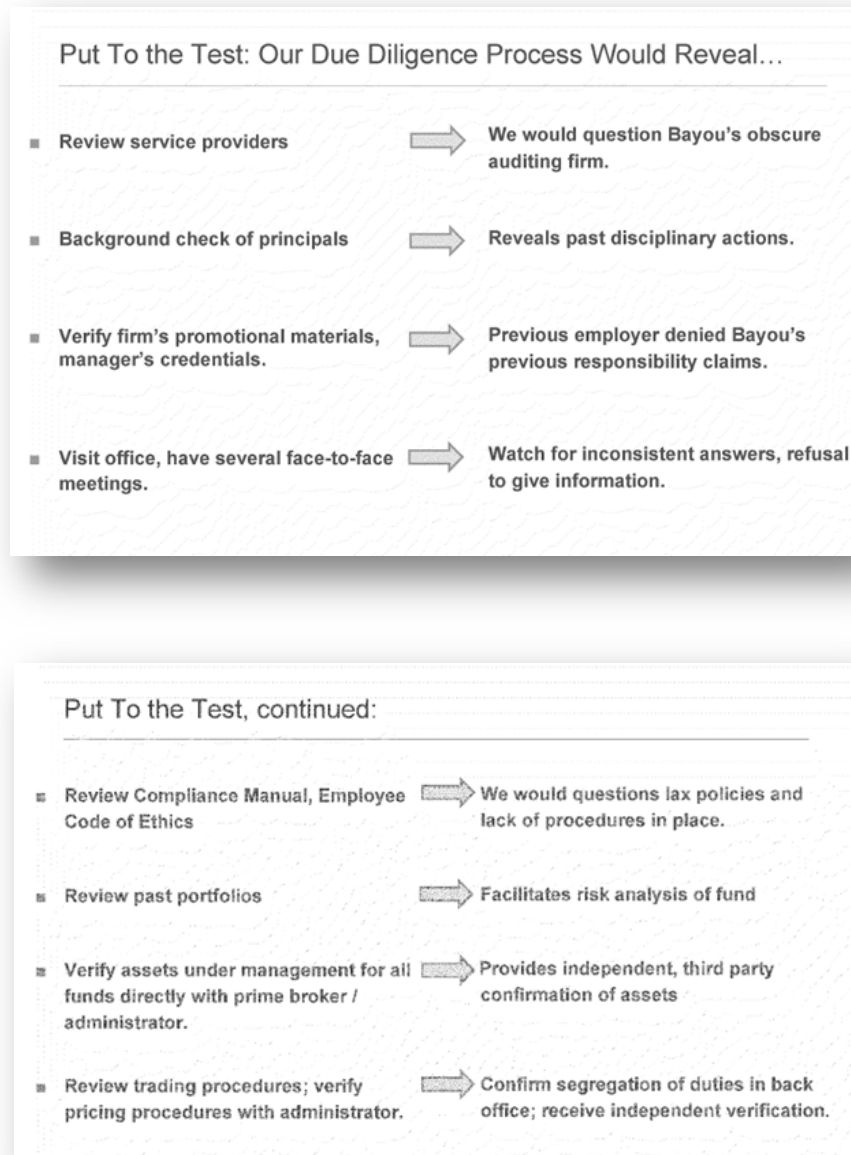 Put To the Test: Our Due Diligence Process Would Reveal…
Review service providers
We would question Bayou's obscure
auditing firm.
Background check of principals
Reveals past disciplinary actions.
Verify firm's promotional materials,
manager's credentials.
Previous employer denied Bayou's
previous responsibility claims.
Visit office, have several face-to-face
meetings.
Watch for inconsistent answers, refusal
to give information.
Put To the Test, continued:
Review Compliance Manual, Employee
Code of Ethics
We would questions lax policies and
lack of procedures in place.
Review past portfolios
Facilitates risk analysis of fund
Verify assets under management for all
funds directly with prime broker /
administrator.
Provides independent, third party
confirmation of assets
Review trading procedures; verify
pricing procedures with administrator.
Confirm segregation of duties in back
office; receive independent verification.